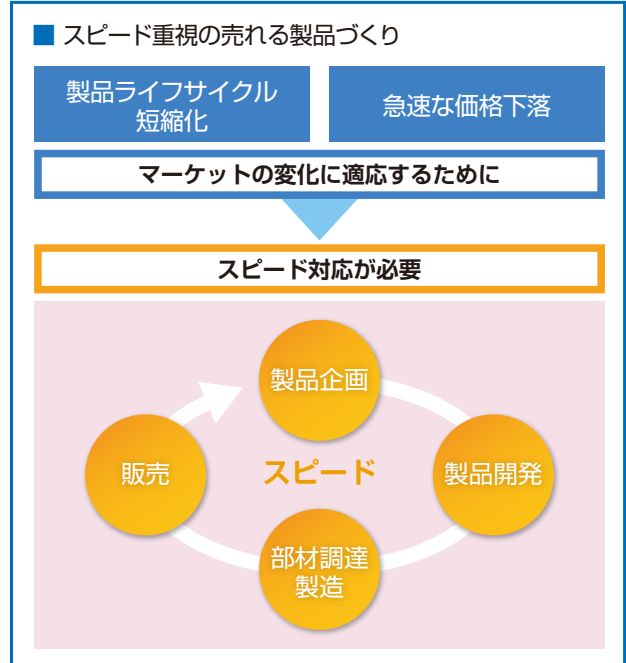 ■ スピード重視の売れる製品づくり
製品ライフサイクル
短縮化
急速な価格下落
マーケットの変化に適応するために
スピード対応が必要
製品企画
販売
スピード
製品開発
部材調達
製造